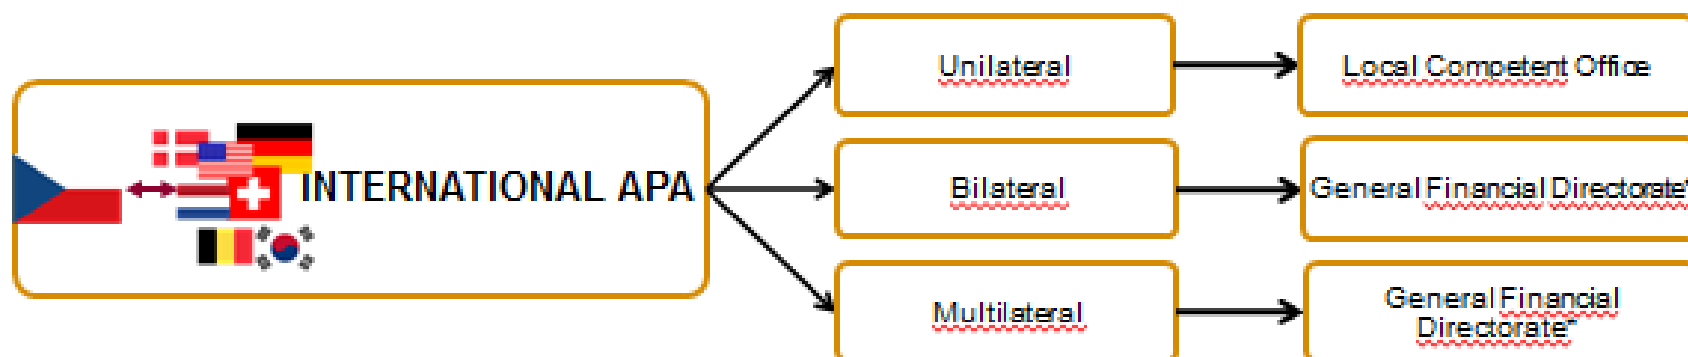 INTERNATIONAL APA
Unilateral
Local Competent Office
Bilateral
General Financial Directorate*
Multilateral
General Financial
Directorate*